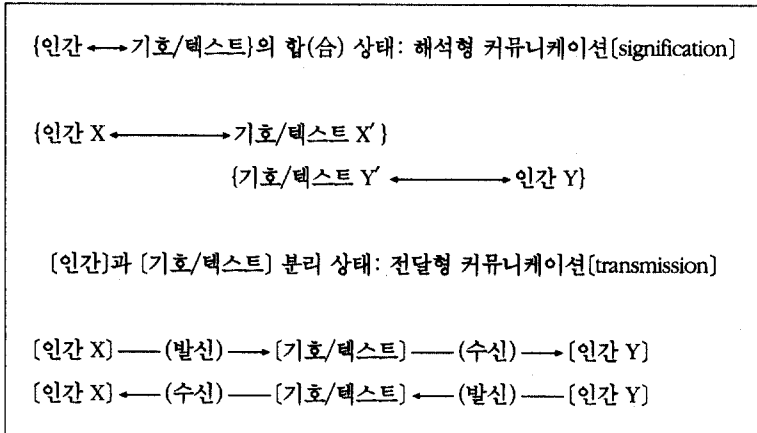 {인간⟷기호/텍스트}의 합(合) 상태: 해석형 커뮤니케이션〔signification〕
{인간 X⟷기호/텍스트 X′}
{기호/텍스트 Y′ ⟷인간 Y}
〔인간〕과 〔기호/텍스트〕 분리 상태: 전달형 커뮤니케이션〔transmission〕
〔인간 X〕—(발신)→〔기호/텍스트〕—(수신)→〔인간 Y〕
〔인간 X〕←(수신)—〔기호/텍스트〕←(발신)—〔인간 Y〕